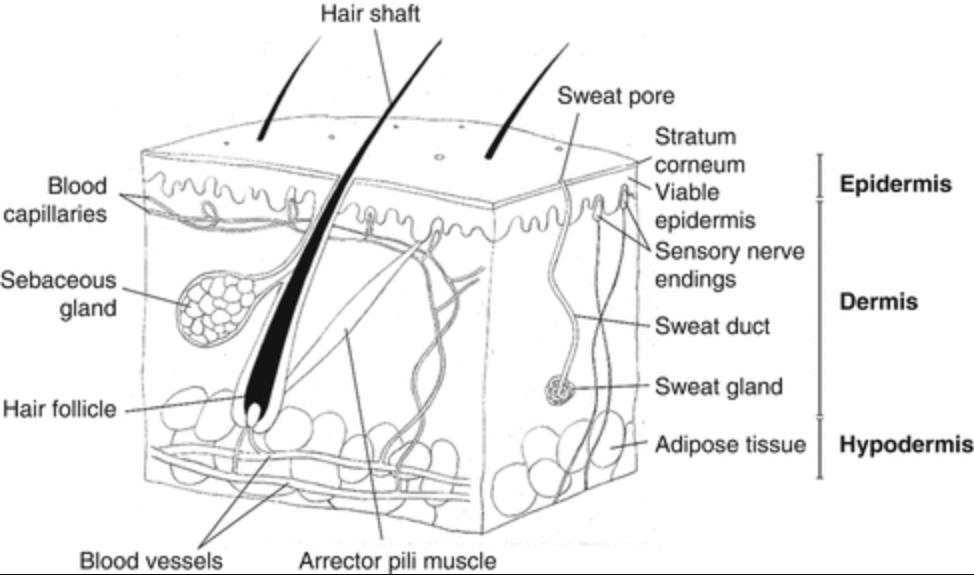 Hair shaft
Sweat pore
Stratum
corneum
Viable
epidermis
Epidermis
Blood
capillaries
Sensory nerve
endings
Sebaceous
gland
Dermis
Sweat duct
Sweat gland
Hair follicle
Adipose tissue
Hypodermis
Blood vessels
Arrector pili muscle